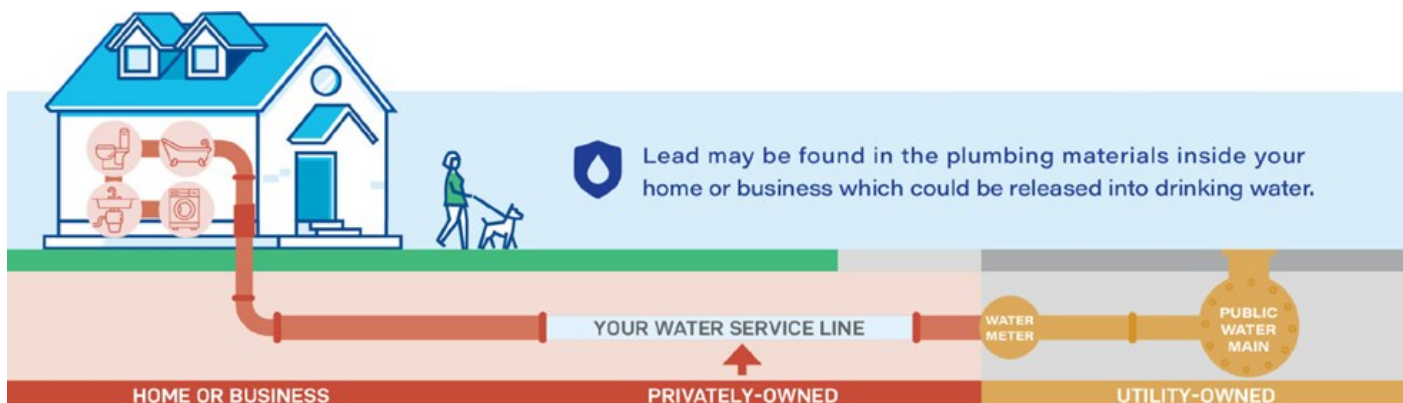 Lead may be found in the plumbing materials inside your
home or business which could be released into drinking water.
YOUR WATER SERVICE LINE
WATER
METER
PUBLIC
WATER
MAIN
HOME OR BUSINESS
PRIVATELY-OWNED
UTILITY-OWNED